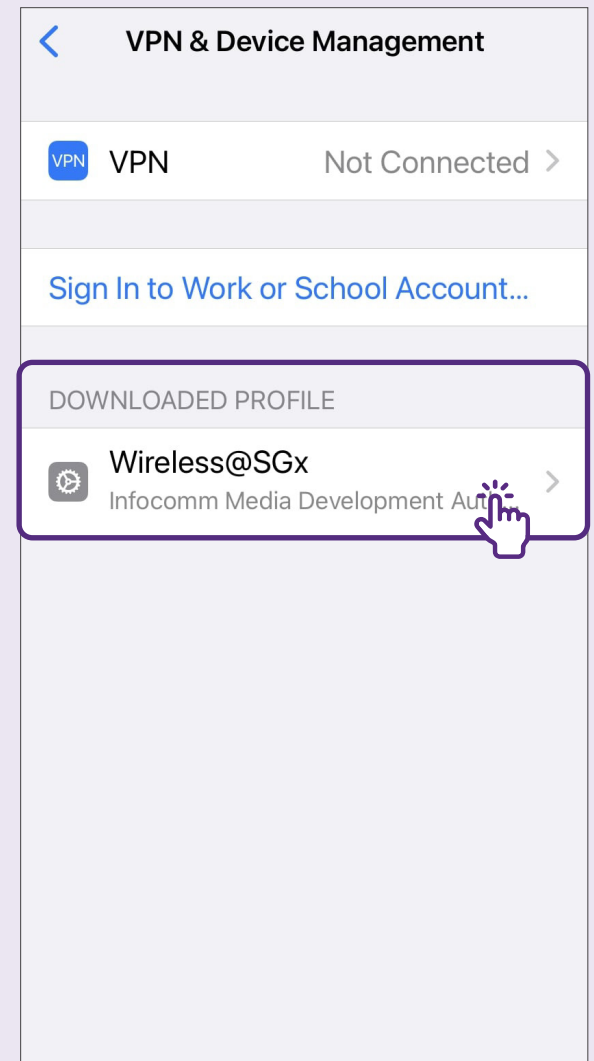 VPN & Device Management
VPN VPN Not Connected
Sign In to Work or School Account...
DOWNLOADED PROFILE
Wireless@SGx
Infocomm Media Development